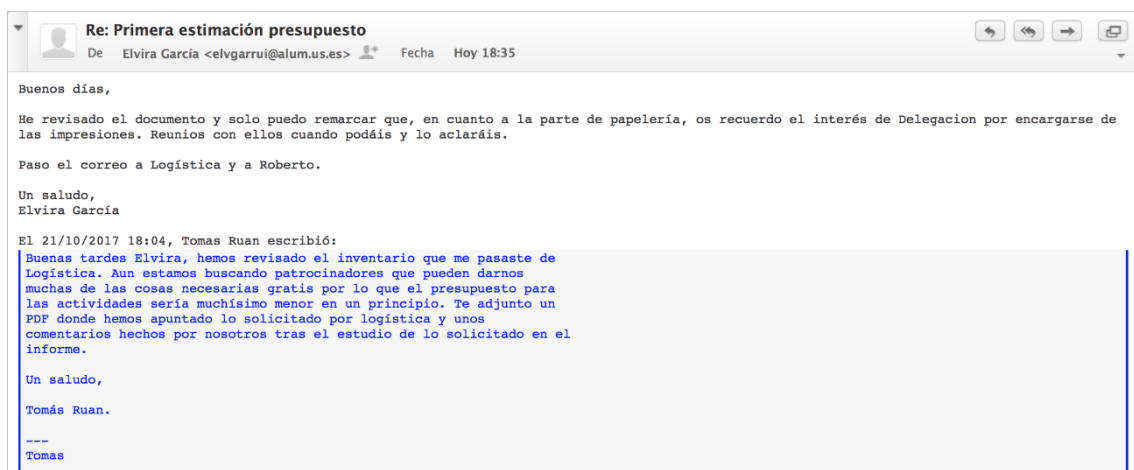 Re: Primera estimación presupuesto
De Elvira García <elvgarrui@alum.us.es> Fecha Hoy 18:35
Buenos días,
He revisado el documento y solo puedo remarcar que, en cuanto a la parte de papelería, os recuerdo el interés de Delegacion por encargarse de
las impresiones. Reunios con ellos cuando podáis y lo aclaráis.
Paso el correo a Logística y a Roberto.
Un saludo,
Elvira García
El 21/10/2017 18:04, Tomas Ruan escribió:
Buenas tardes Elvira, hemos revisado el inventario que me pasaste de
Logística. Aun estamos buscando patrocinadores que pueden darnos
muchas de las cosas necesarias gratis por lo que el presupuesto para
las actividades sería muchísimo menor en un principio. Te adjunto un
PDF donde hemos apuntado lo solicitado por logística y unos
comentarios hechos por nosotros tras el estudio de lo solicitado en el
informe.
Un saludo,
Tomás Ruan.
---
Tomas